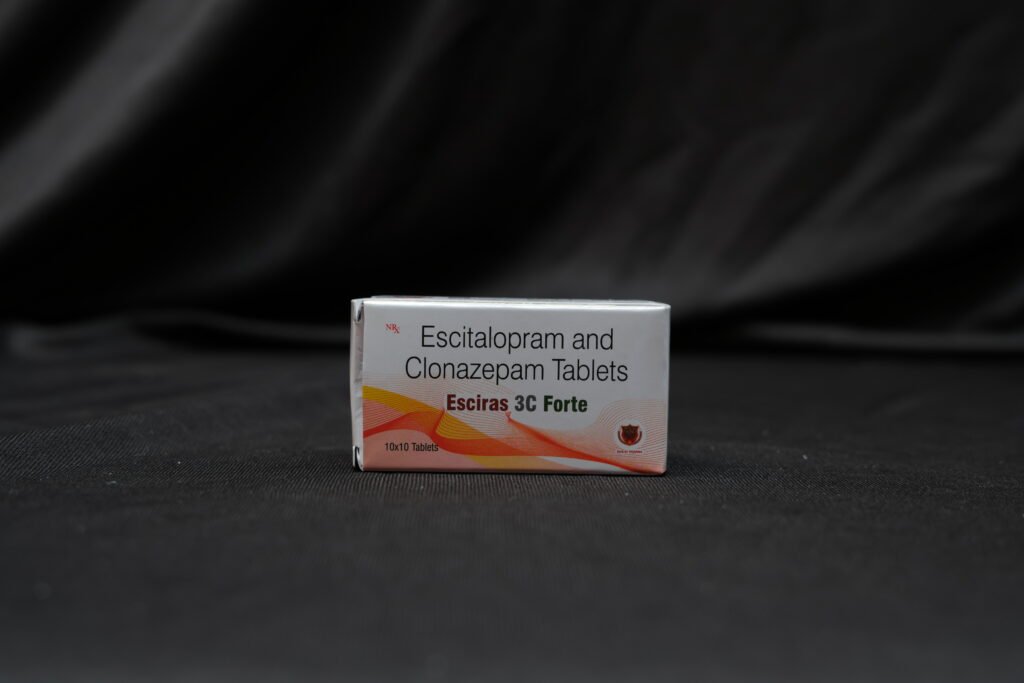 NRx
Escitalopram and
Clonazepam Tablets
Esciras 3C Forte
10x10 Tablets